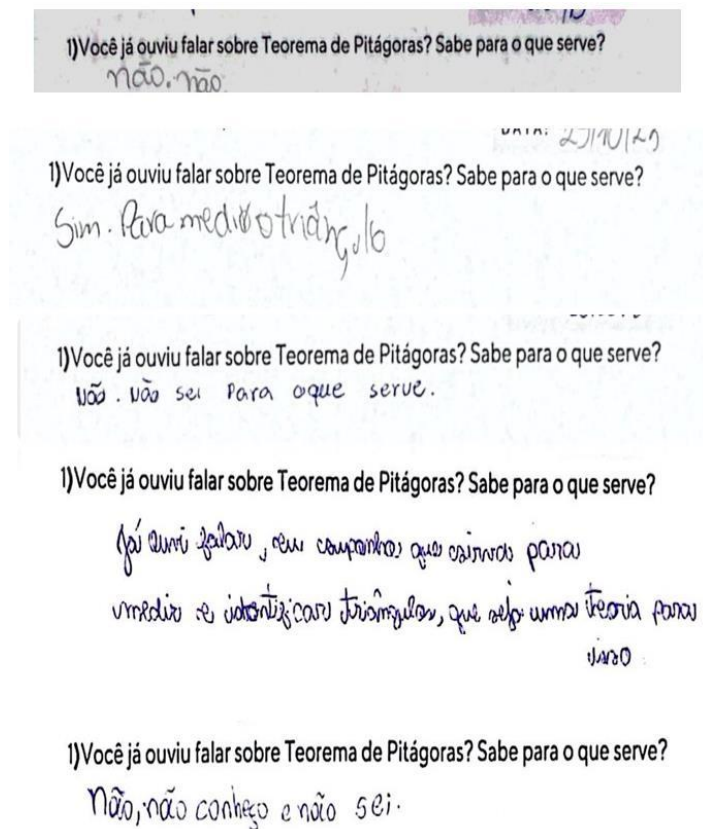 1) Você já ouviu falar sobre Teorema de Pitágoras? Sabe para o que serve?
não. não
1) Você já ouviu falar sobre Teorema de Pitágoras? Sabe para o que serve?
Sim. Para medir o triângulo
1) Você já ouviu falar sobre Teorema de Pitágoras? Sabe para o que serve?
Não. Não sei para oque serve.
1) Você já ouviu falar sobre Teorema de Pitágoras? Sabe para o que serve?
Já ouvi falar, eu que para
medir e triângulos, que seja uma teoria para
isso
1) Você já ouviu falar sobre Teorema de Pitágoras? Sabe para o que serve?
Não, não conheço e não sei.